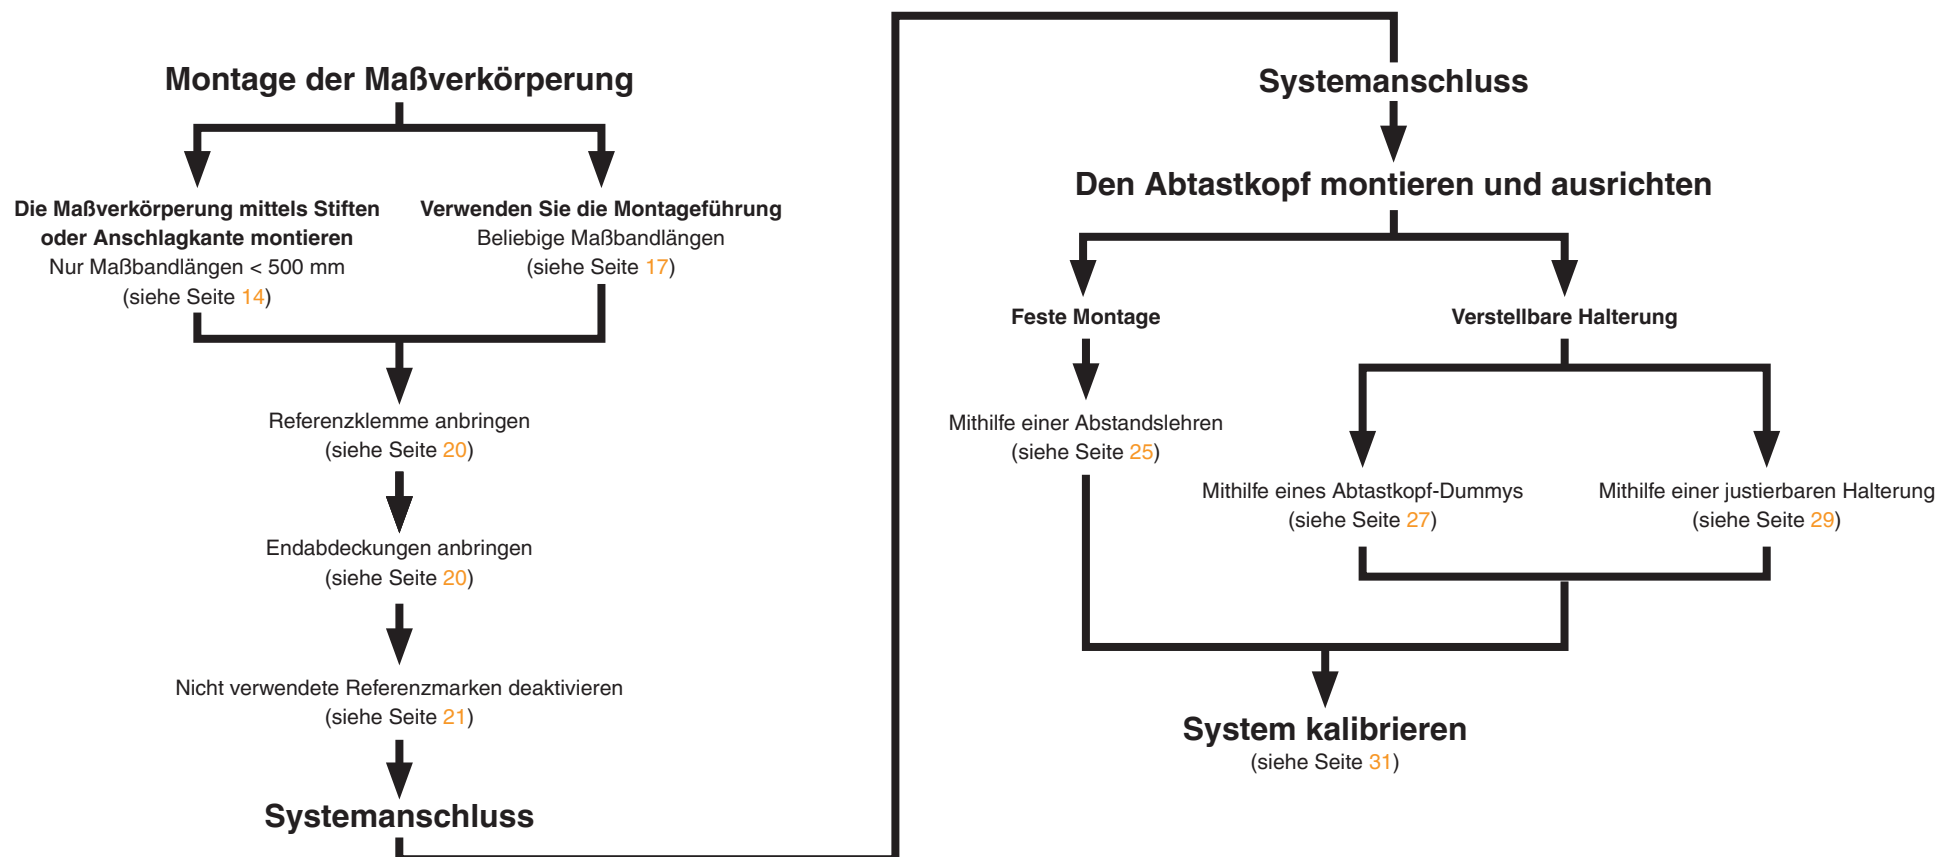 Montage der Maßverkörperung
Die Maßverkörperung mittels Stiften
oder Anschlagkante montieren
Nur Maßbandlängen < 500 mm
(siehe Seite 14)
Verwenden Sie die Montageführung
Beliebige Maßbandlängen
(siehe Seite 17)
Referenzklemme anbringen
(siehe Seite 20)
Endabdeckungen anbringen
(siehe Seite 20)
Nicht verwendete Referenzmarken deaktivieren
(siehe Seite 21)
Systemanschluss
Systemanschluss
Den Abtastkopf montieren und ausrichten
Feste Montage
Mithilfe einer Abstandslehren
(siehe Seite 25)
Verstellbare Halterung
Mithilfe eines Abtastkopf-Dummys
(siehe Seite 27)
Mithilfe einer justierbaren Halterung
(siehe Seite 29)
System kalibrieren
(siehe Seite 31)